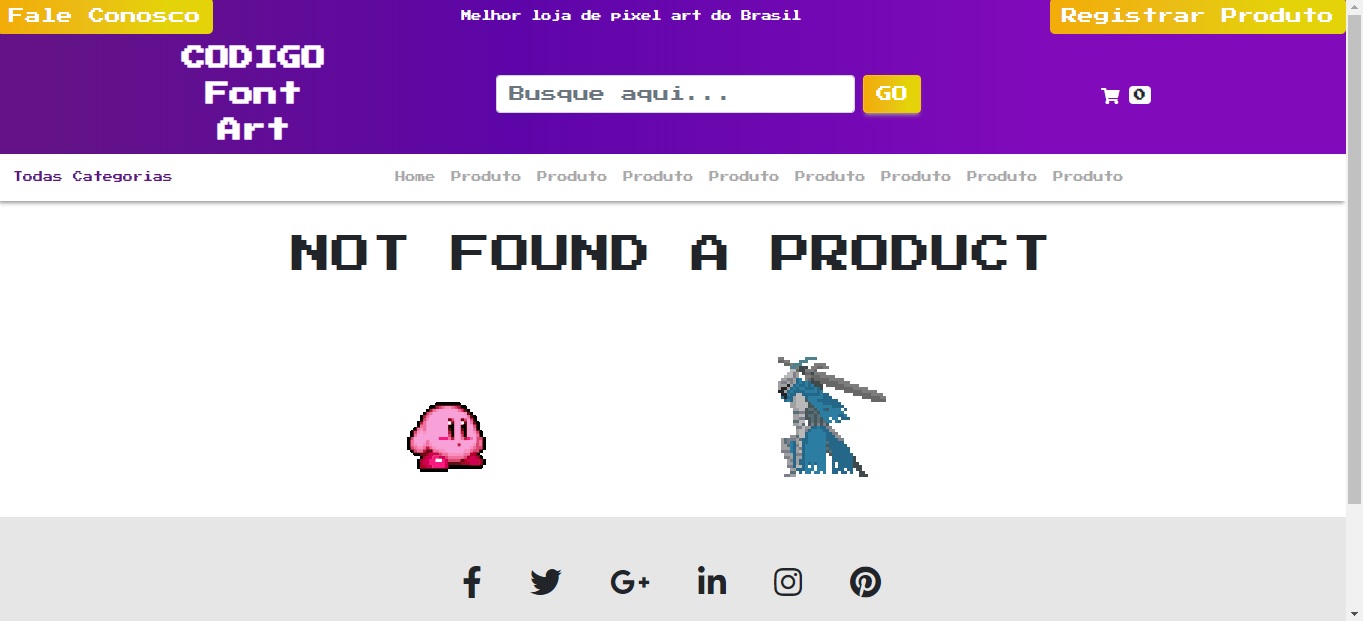 Fale Conosco
Melhor loja de pixel art do Brasil
Registrar Produto
CODIGO
Font
Art
Busque aqui...
GO
0
Todas Categorias
Home Produto Produto Produto Produto Produto Produto Produto Produto
NOT FOUND A PRODUCT